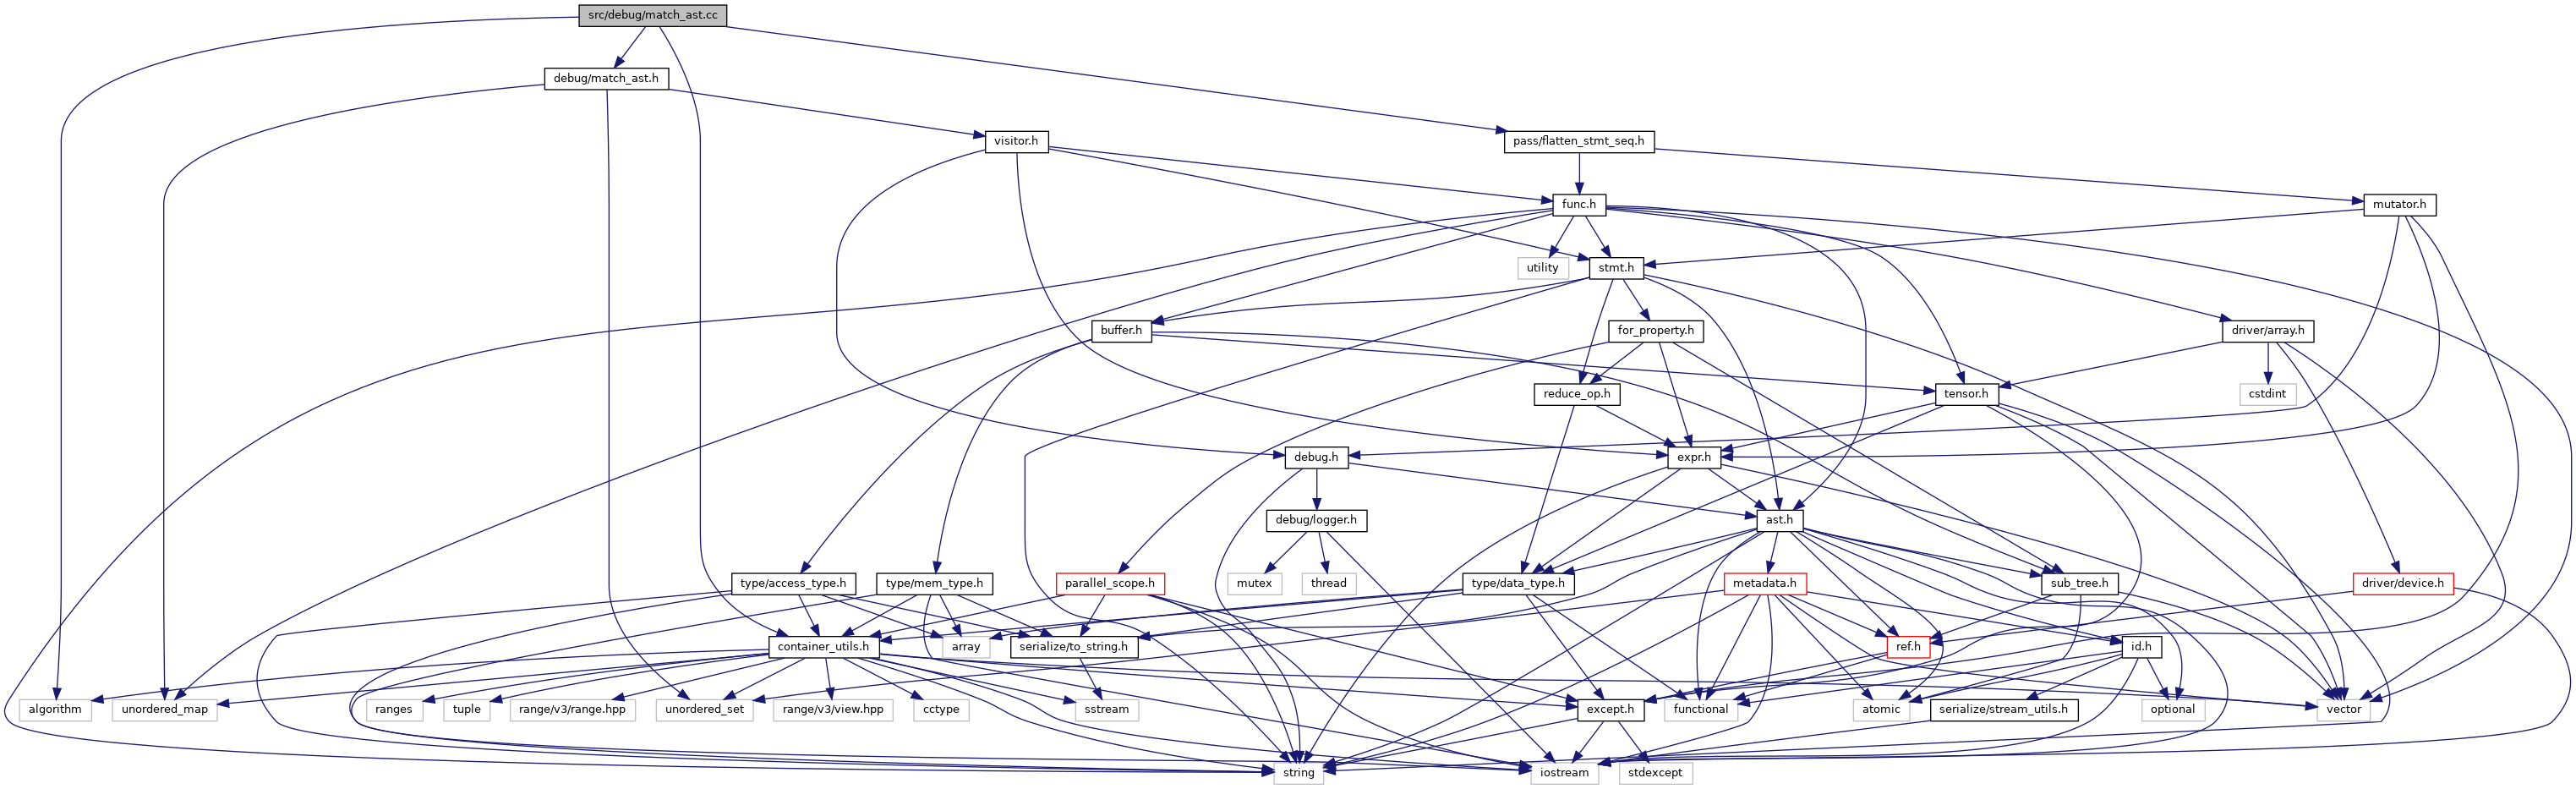 src/debug/match_ast.cc
debug/match_ast.h
visitor.h
pass/flatten_stmt_seq.h
func.h
mutator.h
utility
stmt.h
buffer.h
for_property.h
driver/array.h
reduce_op.h
tensor.h
cstdint
debug.h
expr.h
debug/logger.h
ast.h
type/access_type.h
type/mem_type.h
parallel_scope.h
mutex
thread
type/data_type.h
metadata.h
sub_tree.h
driver/device.h
container_utils.h
array
serialize/to_string.h
ref.h
id.h
algorithm
unordered_map
ranges
tuple
range/v3/range.hpp
unordered_set
range/v3/view.hpp
cctype
sstream
except.h
functional
atomic
serialize/stream_utils.h
optional
vector
string
iostream
stdexcept